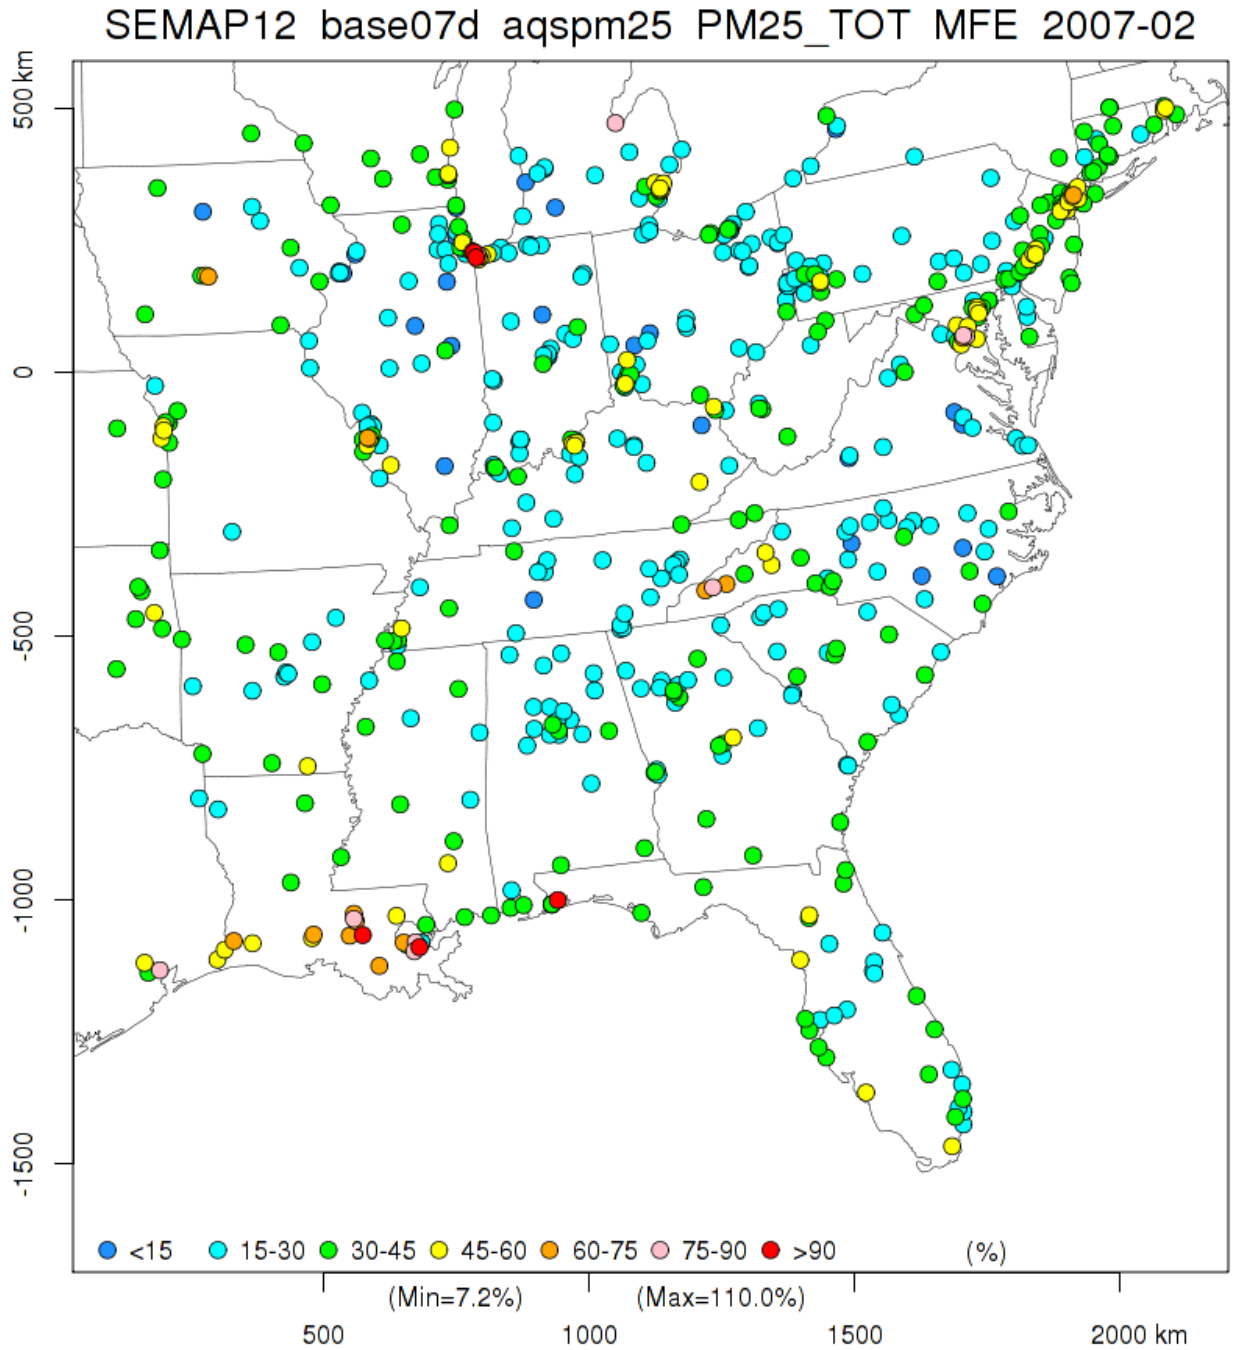 SEMAP12 base07d aqspm25 PM25_TOT MFE 2007-02
500 km
0
-500
-1000
-1500
<15 15-30 30-45 45-60 60-75 75-90 >90 (%)
(Min=7.2%) (Max=110.0%)
500 1000 1500 2000 km